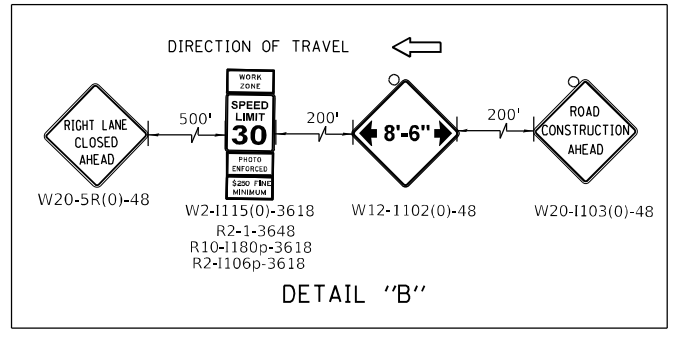 DIRECTION OF TRAVEL
RIGHT LANE
CLOSED
AHEAD
500'
WORK
ZONE
SPEED
LIMIT
30
PHOTO
ENFORCED
$250 FINE
MINIMUM
200'
8'-6"
200'
ROAD
CONSTRUCTION
AHEAD
W20-5R(0)-48
W2-I115(0)-3618
R2-1-3648
R10-I180p-3618
R2-I106p-3618
W12-1102(0)-48
W20-I103(0)-48
DETAIL "B"